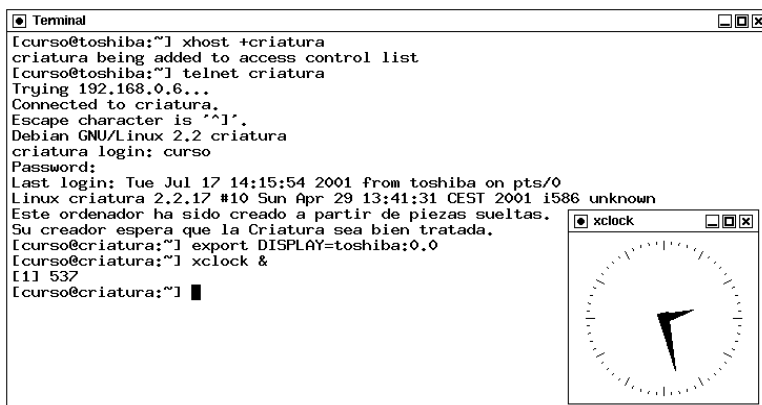 Terminal
[curso@toshiba:~] xhost +criatura
criatura being added to access control list
[curso@toshiba:~] telnet criatura
Trying 192.168.0.6...
Connected to criatura.
Escape character is '^]'.
Debian GNU/Linux 2.2 criatura
criatura login: curso
Password:
Last login: Tue Jul 17 14:15:54 2001 from toshiba on pts/0
Linux criatura 2.2.17 #10 Sun Apr 29 13:41:31 CEST 2001 i586 unknown
Este ordenador ha sido creado a partir de piezas sueltas.
Su creador espera que la Criatura sea bien tratada.
[curso@criatura:~] export DISPLAY=toshiba:0.0
[curso@criatura:~] xclock &
[1] 537
[curso@criatura:~]
xclock